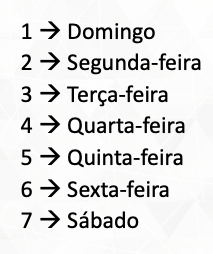 1 → Domingo
2 → Segunda-feira
3 → Terça-feira
4 → Quarta-feira
5 → Quinta-feira
6 → Sexta-feira
7 → Sábado